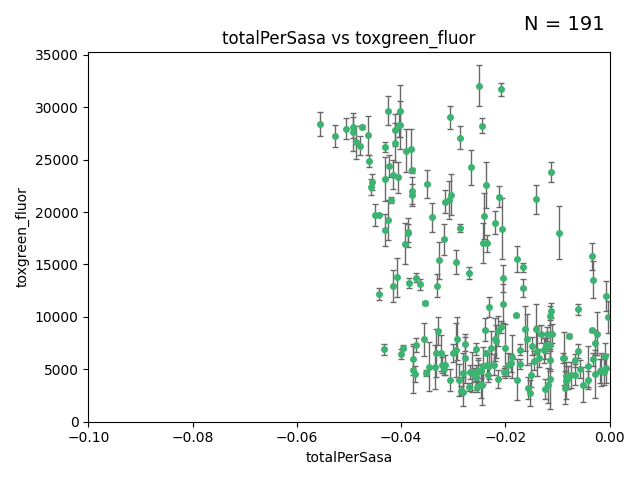 N = 191
totalPerSasa vs toxgreen_fluor
35000
30000
25000
20000
15000
10000
5000
0
toxgreen_fluor
−0.10 −0.08 −0.06 −0.04 −0.02 0.00
totalPerSasa